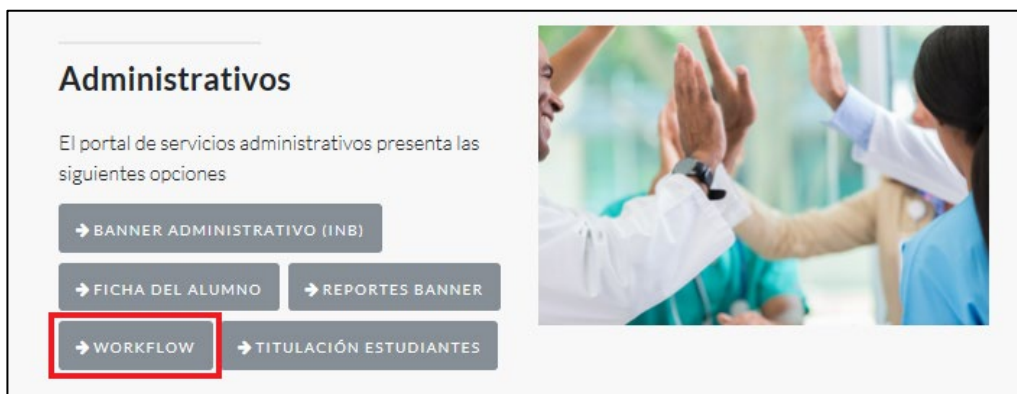 Administrativos
El portal de servicios administrativos presenta las
siguientes opciones
BANNER ADMINISTRATIVO (INB)
FICHA DEL ALUMNO
REPORTES BANNER
WORKFLOW
TITULACIÓN ESTUDIANTES